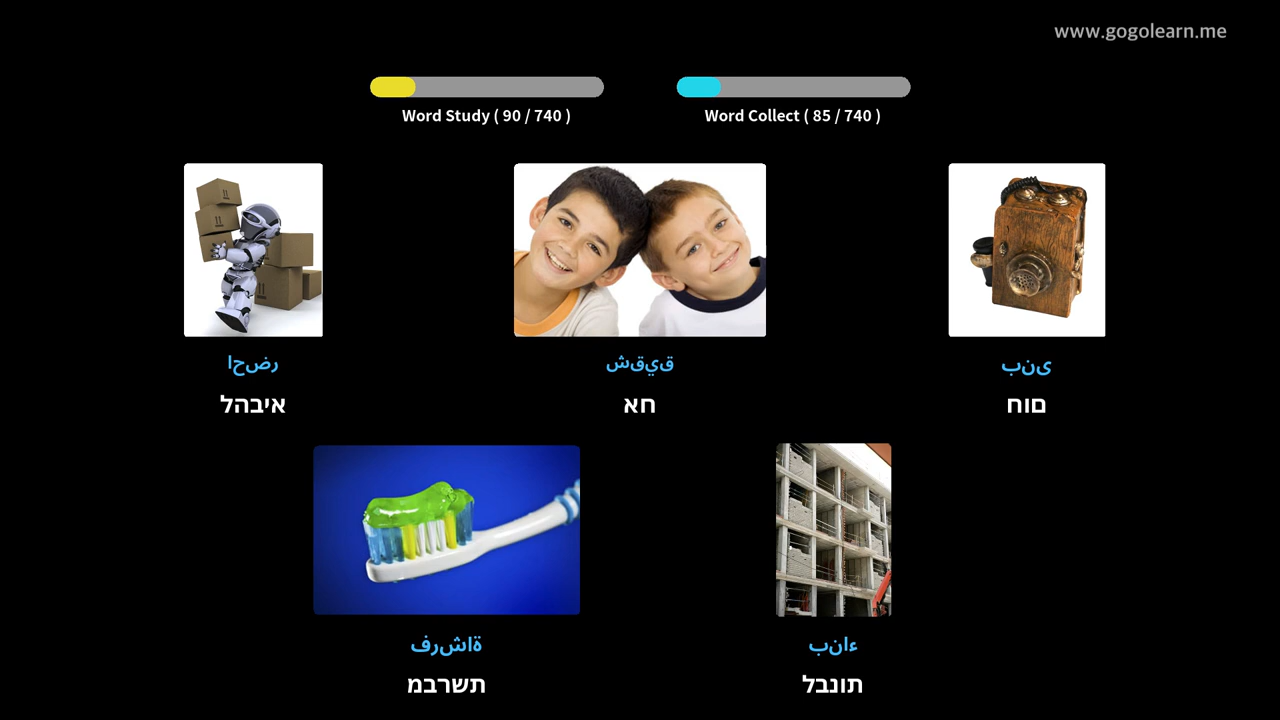 www.gogolearn.me
Word Study ( 90 / 740 )
Word Collect ( 85 / 740 )
رضحا
איבהל
قيقش
חא
ىنب
םוח
ةاشرف
תשרבמ
ءانب
תונבל